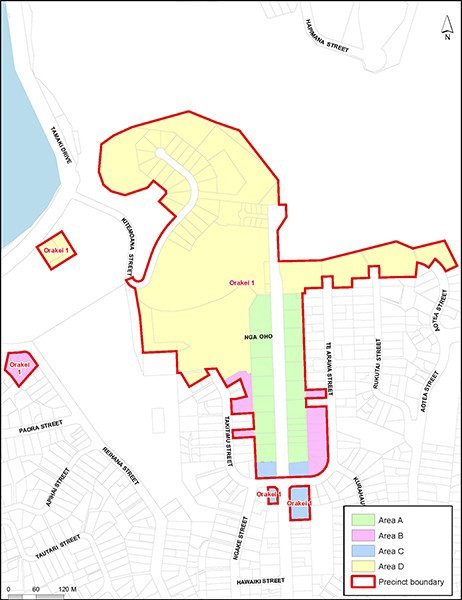 HAPIMANA STREET
N
TAMAKI DRIVE
KITEMOANA STREET
Orakei 1
Orakei 1
NGA OHO
AOTEA STREET
TE ARAWA STREET
RUKUTAI STREET
Orakei
1
AOTEA STREET
PAORA STREET
TAKITIMU STREET
REIHANA STREET
APIHAI STREET
KURAHAU
Orakei 1
Orakei 1
NGAKE STREET
TAUTARI STREET
HAWAIKI STREET
Area A
Area B
Area C
Area D
Precinct boundary
0 60 120 M